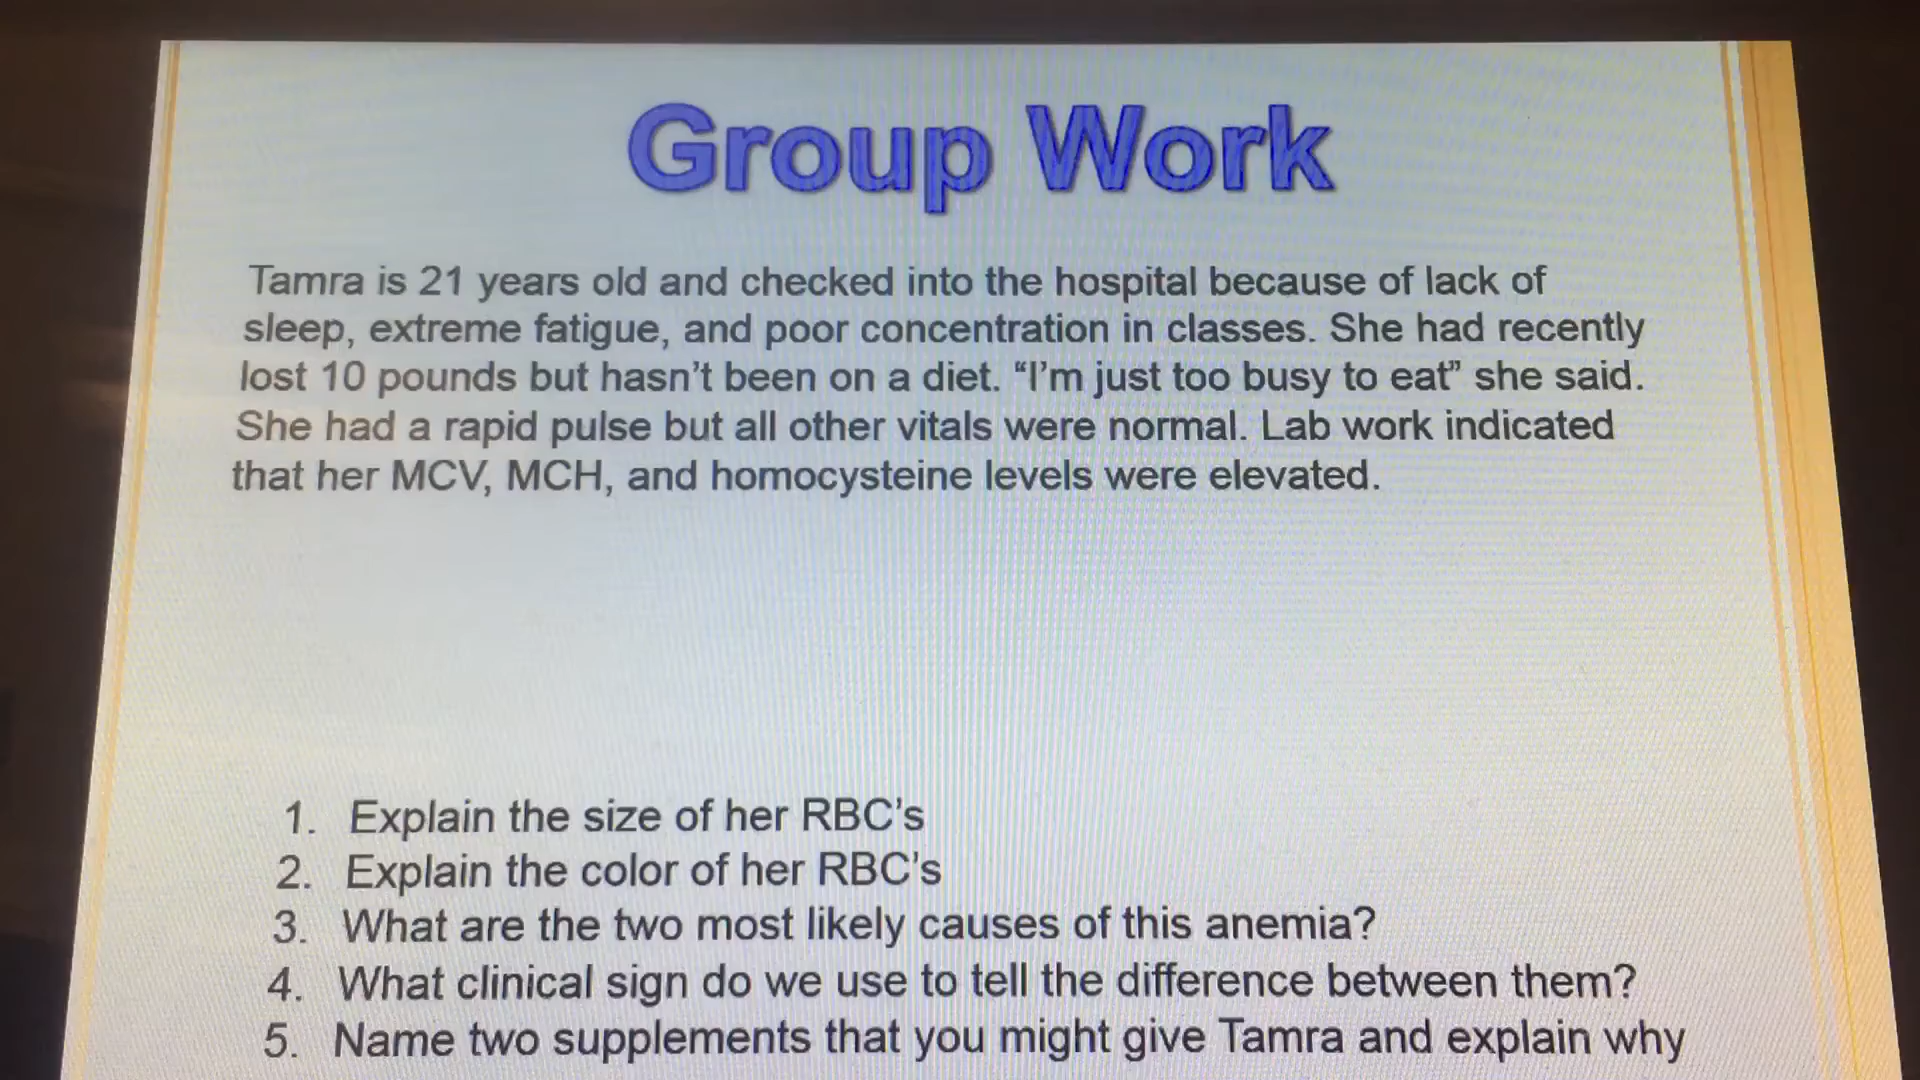 Group Work
Tamra is 21 years old and checked into the hospital because of lack of
sleep, extreme fatigue, and poor concentration in classes. She had recently
lost 10 pounds but hasn't been on a diet. “I'm just too busy to eat” she said.
She had a rapid pulse but all other vitals were normal. Lab work indicated
that her MCV, MCH, and homocysteine levels were elevated.
1. Explain the size of her RBC's
2. Explain the color of her RBC's
3. What are the two most likely causes of this anemia?
4. What clinical sign do we use to tell the difference between them?
5. Name two supplements that you might give Tamra and explain why